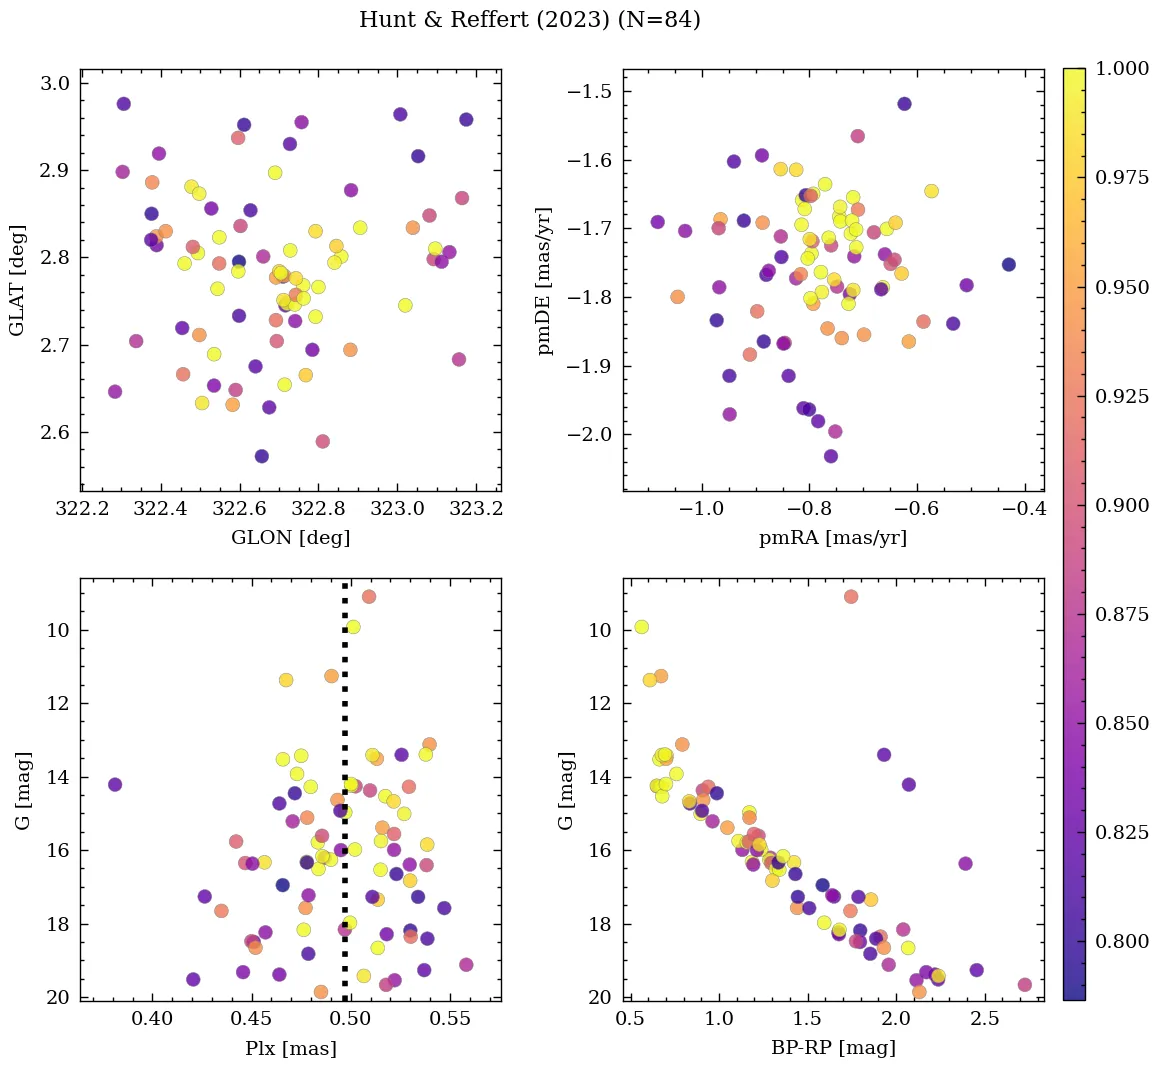 Hunt & Reffert (2023) (N=84)
3.0
2.9
2.8
2.7
2.6
GLAT [deg]
322.2 322.4 322.6 322.8 323.0 323.2
GLON [deg]
−1.5
−1.6
−1.7
−1.8
−1.9
−2.0
pmDE [mas/yr]
−1.0 −0.8 −0.6 −0.4
pmRA [mas/yr]
10
12
14
16
18
20
G [mag]
0.40 0.45 0.50 0.55
Plx [mas]
10
12
14
16
18
20
G [mag]
0.5 1.0 1.5 2.0 2.5
BP-RP [mag]
1.000
0.975
0.950
0.925
0.900
0.875
0.850
0.825
0.800